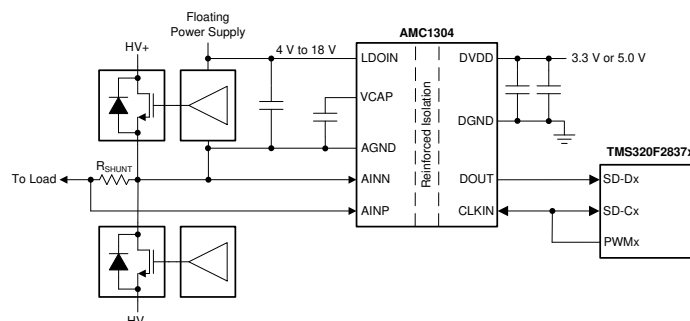 Floating
Power Supply
HV+
4 V to 18 V
AMC1304
LDOIN
DVDD
3.3 V or 5.0 V
VCAP
DGND
Reinforced Isolation
TMS320F2837x
AGND
RSHUNT
To Load
AINN
DOUT
SD-Dx
AINP
CLKIN
SD-Cx
PWMx
HV-